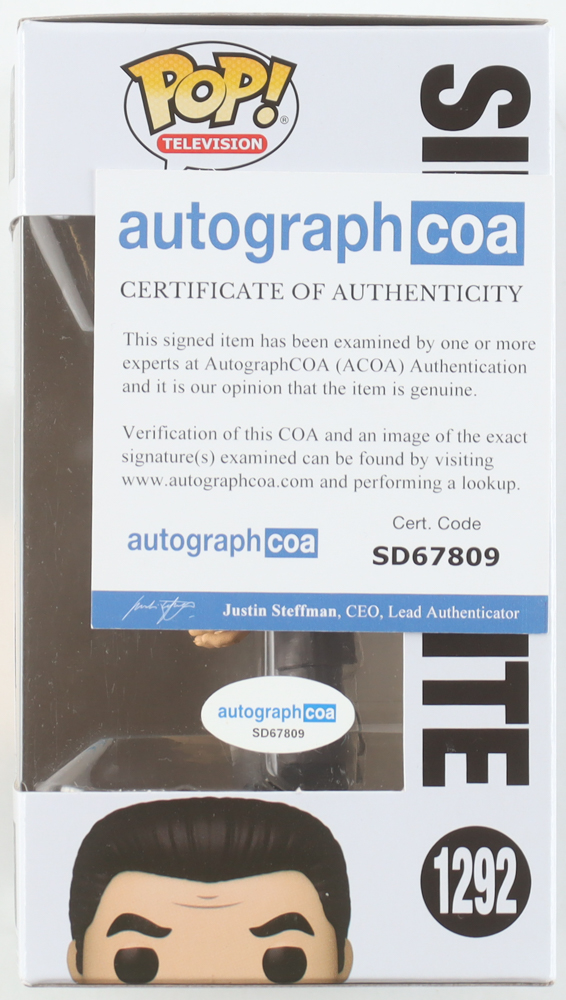 POP!
®
TELEVISION
autograph coa
CERTIFICATE OF AUTHENTICITY
This signed item has been examined by one or more
experts at AutographCOA (ACOA) Authentication
and it is our opinion that the item is genuine.
Verification of this COA and an image of the exact
signature(s) examined can be found by visiting
www.autographcoa.com and performing a lookup.
autograph coa
Cert. Code
SD67809
Justin Steffman, CEO, Lead Authenticator
autograph coa
SD67809
1292